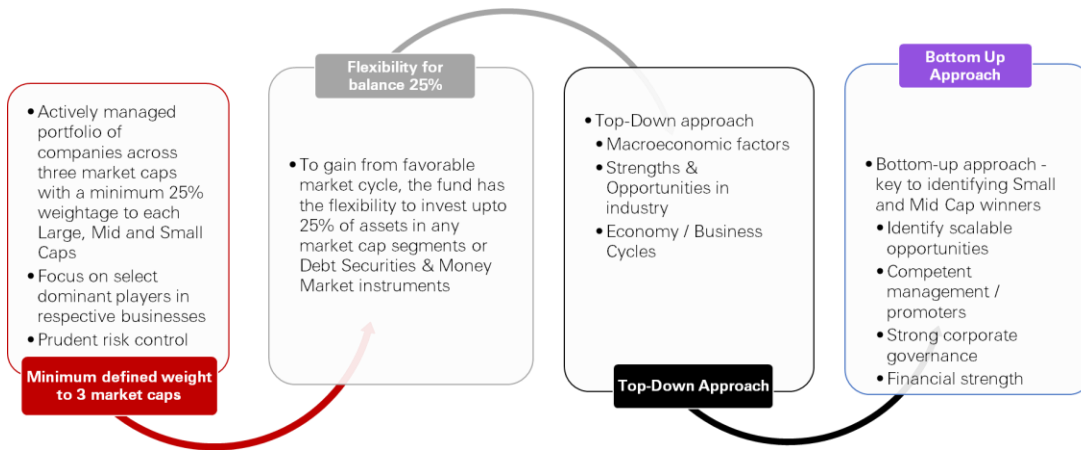 • Actively managed
portfolio of
companies across
three market caps
with a minimum 25%
weightage to each
Large, Mid and Small
Caps
• Focus on select
dominant players in
respective businesses
• Prudent risk control
Minimum defined weight
to 3 market caps
Flexibility for
balance 25%
• To gain from favorable
market cycle, the fund has
the flexibility to invest upto
25% of assets in any
market cap segments or
Debt Securities & Money
Market instruments
• Top-Down approach
• Macroeconomic factors
• Strengths &
Opportunities in
industry
• Economy / Business
Cycles
Top-Down Approach
Bottom Up
Approach
• Bottom-up approach -
key to identifying Small
and Mid Cap winners
• Identify scalable
opportunities
• Competent
management /
promoters
• Strong corporate
governance
• Financial strength